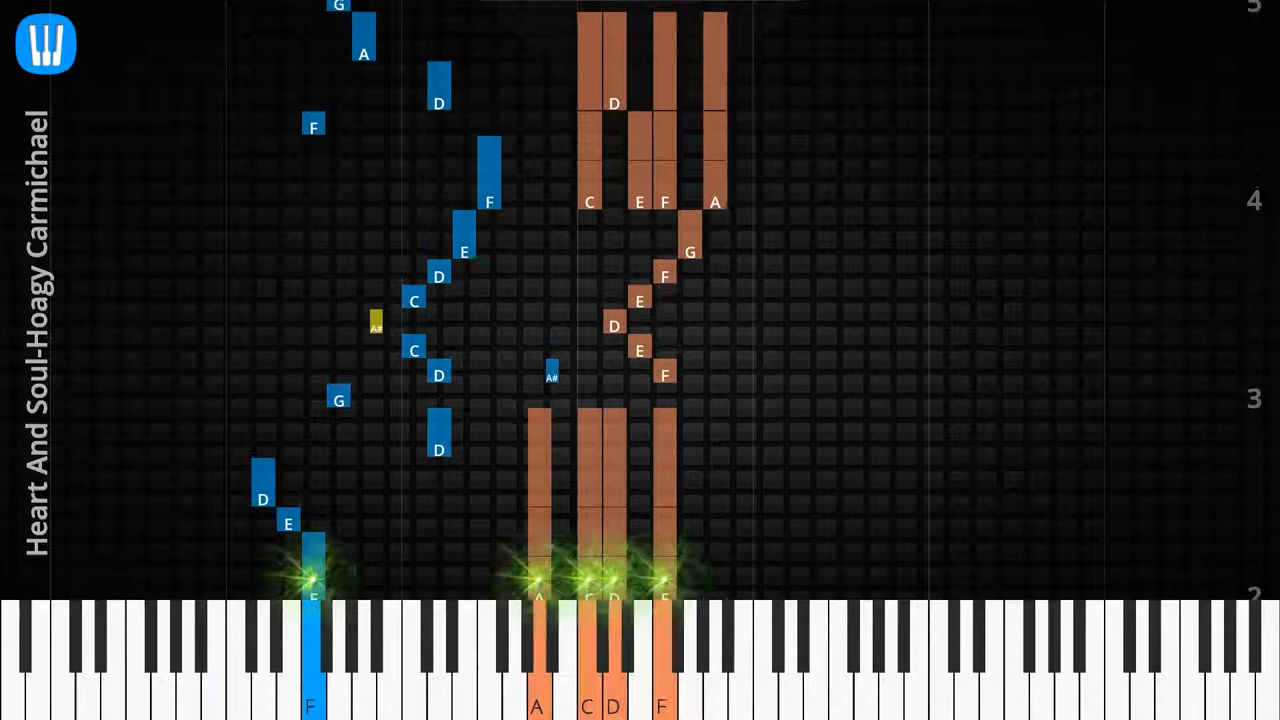 Heart And Soul-Hoagy Carmichael
G
5
A
D D
F
F C E F A 4
E G
D F
C E
A# D
C E
D A# F
G 3
D
D
E
F A C D F 2
F A C D F